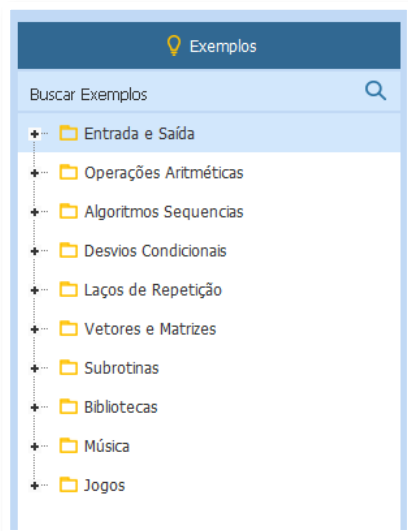 Exemplos
Buscar Exemplos
Entrada e Saída
Operações Aritméticas
Algoritmos Sequencias
Desvios Condicionais
Laços de Repetição
Vetores e Matrizes
Subrotinas
Bibliotecas
Música
Jogos